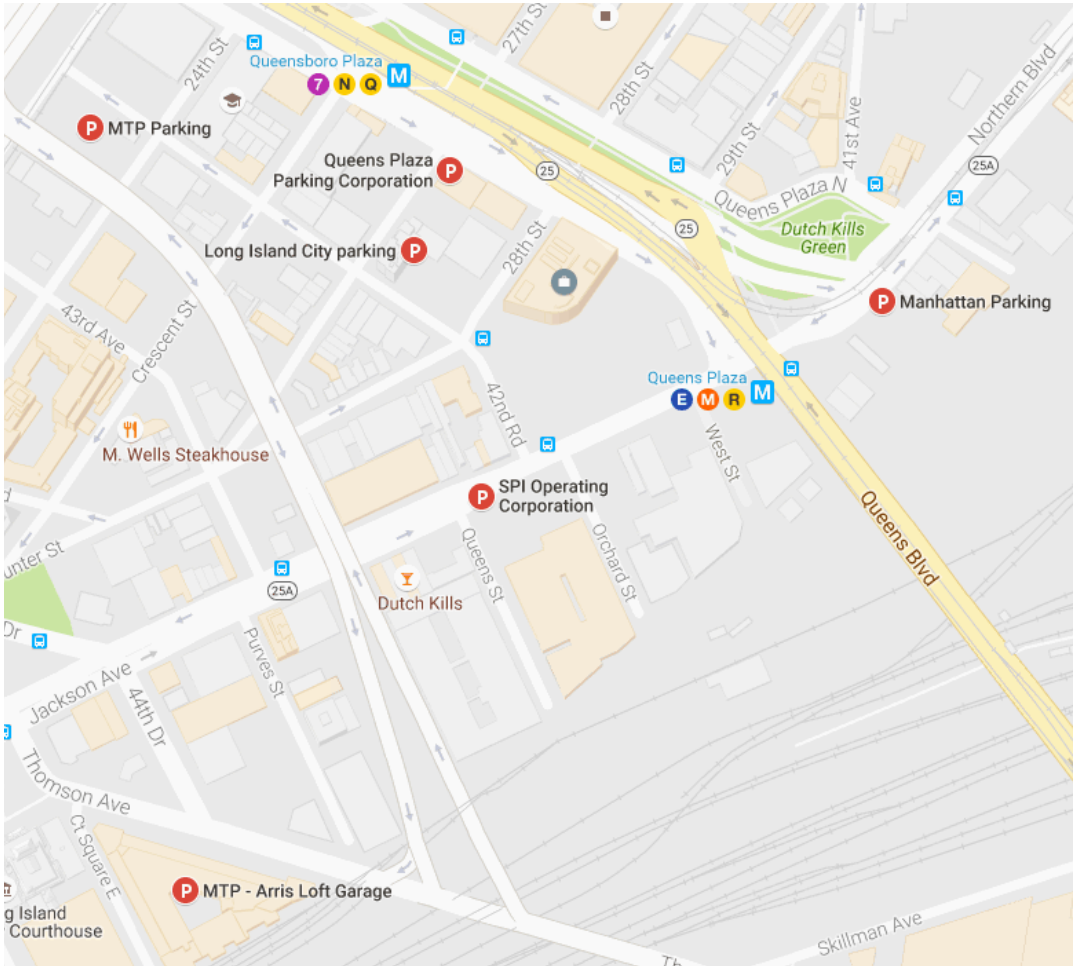 27th St
24th St
Queensboro Plaza
M
7 N Q
28th St
Northern Blvd
P MTP Parking
41st Ave
29th St
Queens Plaza
Parking Corporation
P
25
25A
Queens Plaza N
25
Dutch Kills
Green
Long Island City parking P
28th St
P Manhattan Parking
43rd Ave
Crescent St
Queens Plaza
M
E M R
42nd Rd
M. Wells Steakhouse
West St
P SPI Operating
Corporation
Queens Blvd
Queens St
Orchard St
unter St
25A
Dutch Kills
Dr
Purves St
Jackson Ave
44th Dr
Thomson Ave
Ct Square E
P MTP - Arris Loft Garage
g Island
Courthouse
Skillman Ave
Th